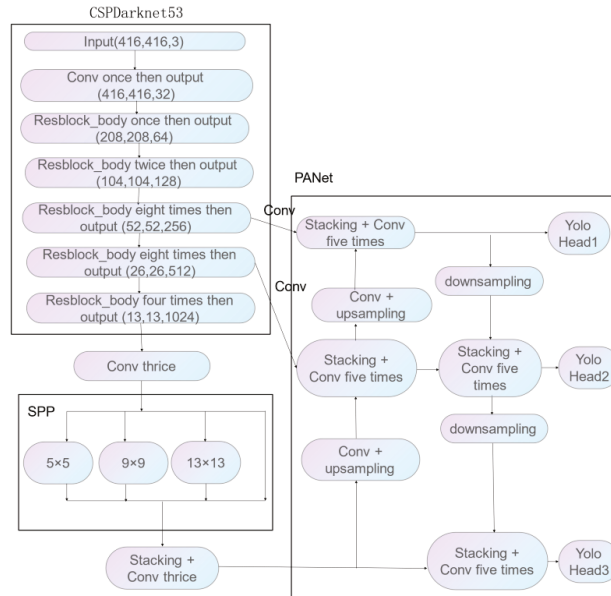 CSPDarknet53
Input(416,416,3)
Conv once then output
(416,416,32)
Resblock_body once then output
(208,208,64)
Resblock_body twice then output
(104,104,128)
Resblock_body eight times then
output (52,52,256)
Resblock_body eight times then
output (26,26,512)
Resblock_body four times then
output (13,13,1024)
Conv thrice
SPP
5×5
9×9
13×13
Stacking +
Conv thrice
Conv
Conv
PANet
Stacking + Conv
five times
Conv +
upsampling
Stacking +
Conv five times
Conv +
upsampling
downsampling
Stacking +
Conv five
times
downsampling
Stacking +
Conv five times
Yolo
Head1
Yolo
Head2
Yolo
Head3